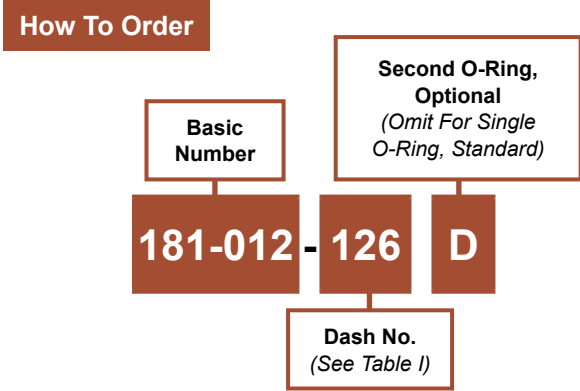 How To Order
Second O-Ring,
Optional
(Omit For Single
O-Ring, Standard)
Basic
Number
181-012 - 126 D
Dash No.
(See Table I)